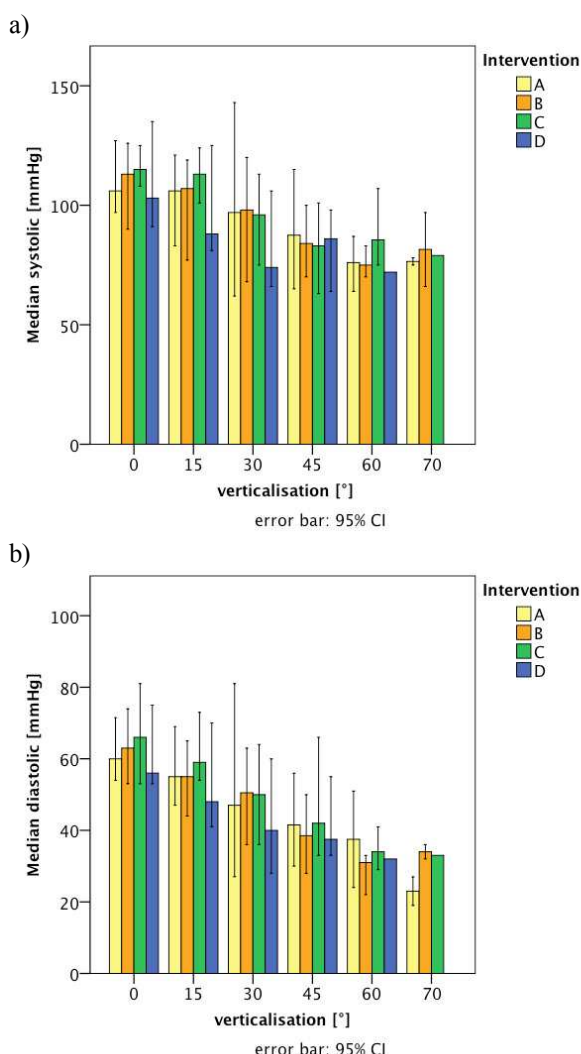 a)
Intervention
A
B
C
D
150
100
50
0
Median systolic [mmHg]
0 15 30 45 60 70
verticalisation [°]
error bar: 95% CI
b)
Intervention
A
B
C
D
100
80
60
40
20
0
Median diastolic [mmHg]
0 15 30 45 60 70
verticalisation [°]
error bar: 95% CI